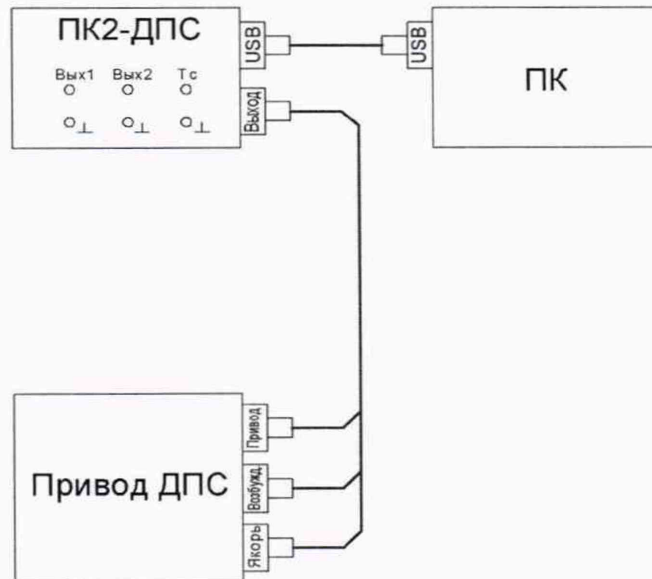 ПК2-ДПС
USB
USB
ПК
Вых1 Вых2 Тс
Выход
Привод
Привод ДПС
Возбужд.
Якорь